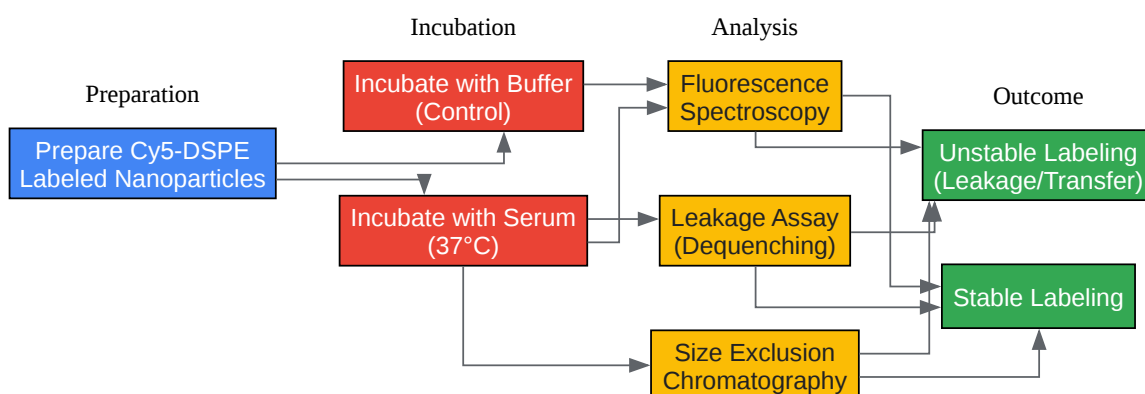 Preparation
Prepare Cy5-DSPE
Labeled Nanoparticles
Incubation
Incubate with Buffer
(Control)
Incubate with Serum
(37°C)
Analysis
Fluorescence
Spectroscopy
Leakage Assay
(Dequenching)
Size Exclusion
Chromatography
Outcome
Unstable Labeling
(Leakage/Transfer)
Stable Labeling